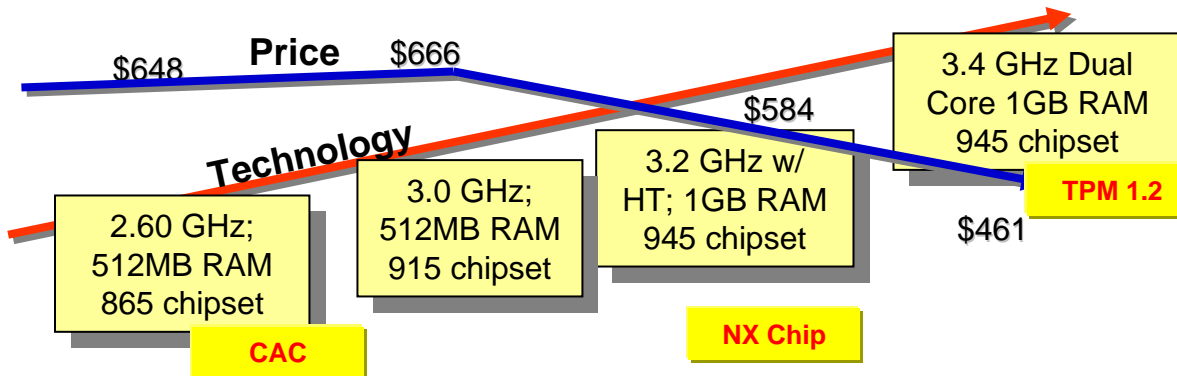 Price
$648
$666
$584
$461
Technology
2.60 GHz;
512MB RAM
865 chipset
CAC
3.0 GHz;
512MB RAM
915 chipset
3.2 GHz w/
HT; 1GB RAM
945 chipset
NX Chip
3.4 GHz Dual
Core 1GB RAM
945 chipset
TPM 1.2